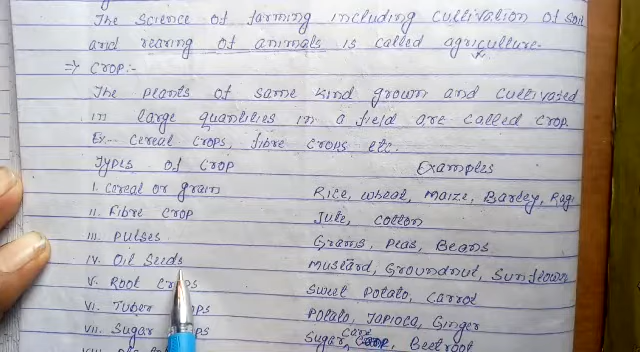 The science of farming including cultivation of soil
and rearing of animals is called agriculture.
⇒ Crop:-
The plants of same kind grown and cultivated
in large quantities in a field are called crop
Ex:- Cereal crops, fibre crops etc.
Types of crop Examples
I. Cereal or grain Rice, wheat, Maize, Barley, Ragi
II. Fibre crop Jute, cotton
III. Pulses Grams, Peas, Beans
IV. Oil Seeds Mustard, Groundnut, Sunflower
V. Root crops Sweet Potato, Carrot
VI. Tuber ops Potato, Tapioca, Ginger
VII. Sugar ops Sugar Cane, Beetroot